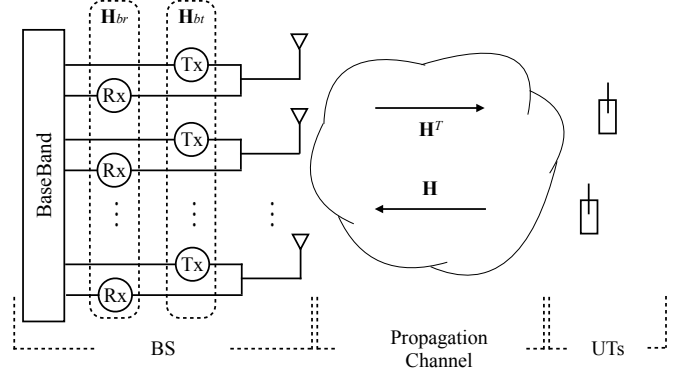 H_br H_bt
BaseBand
Tx
Rx
Tx
Rx
Tx
Rx
H^T
H
BS
Propagation
Channel
UTs